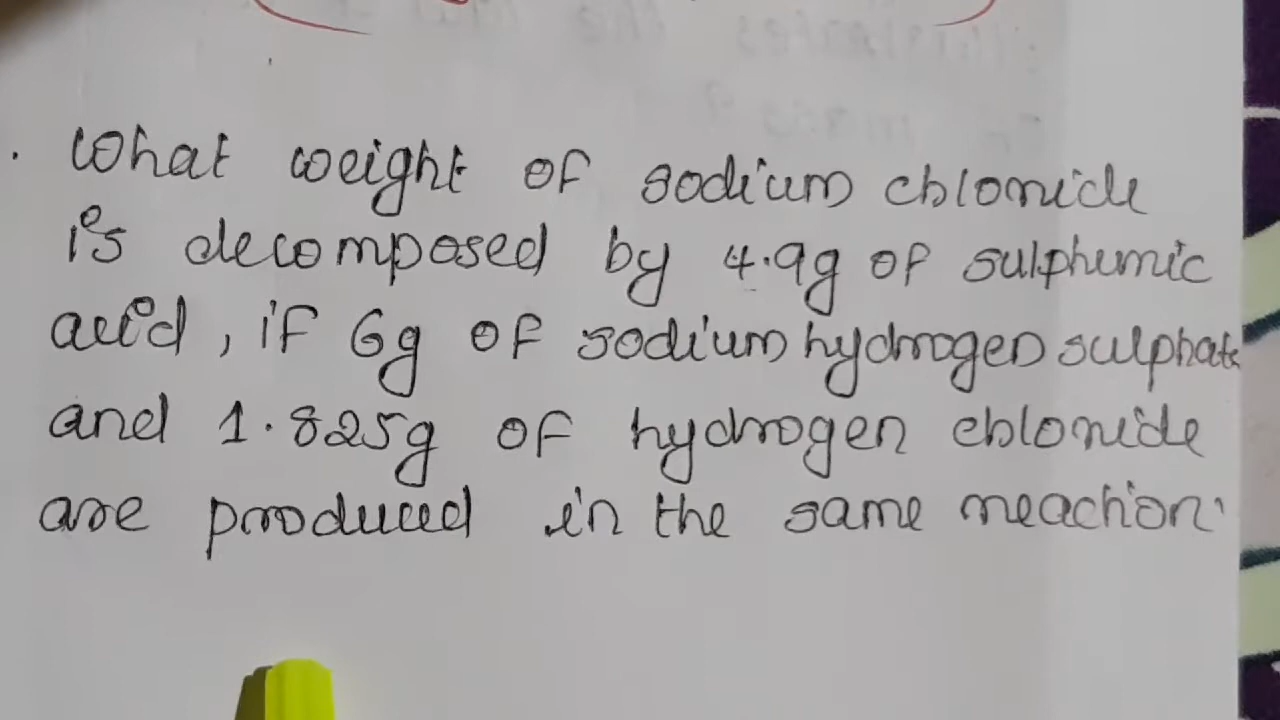 What weight of sodium chloride
is decomposed by 4.9g of sulphuric
acid, if 6g of sodium hydrogen sulphate
and 1.825g of hydrogen chloride
are produced in the same reaction.